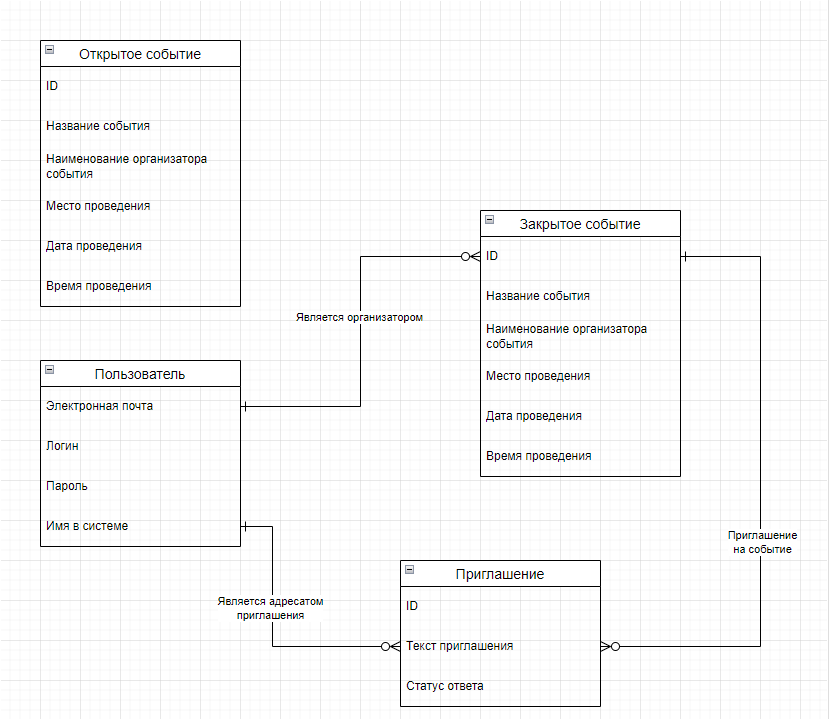 Открытое событие
ID
Название события
Наименование организатора
события
Место проведения
Дата проведения
Время проведения
Закрытое событие
ID
Название события
Наименование организатора
события
Место проведения
Дата проведения
Время проведения
Является организатором
Пользователь
Электронная почта
Логин
Пароль
Имя в системе
Приглашение
на событие
Является адресатом
приглашения
Приглашение
ID
Текст приглашения
Статус ответа